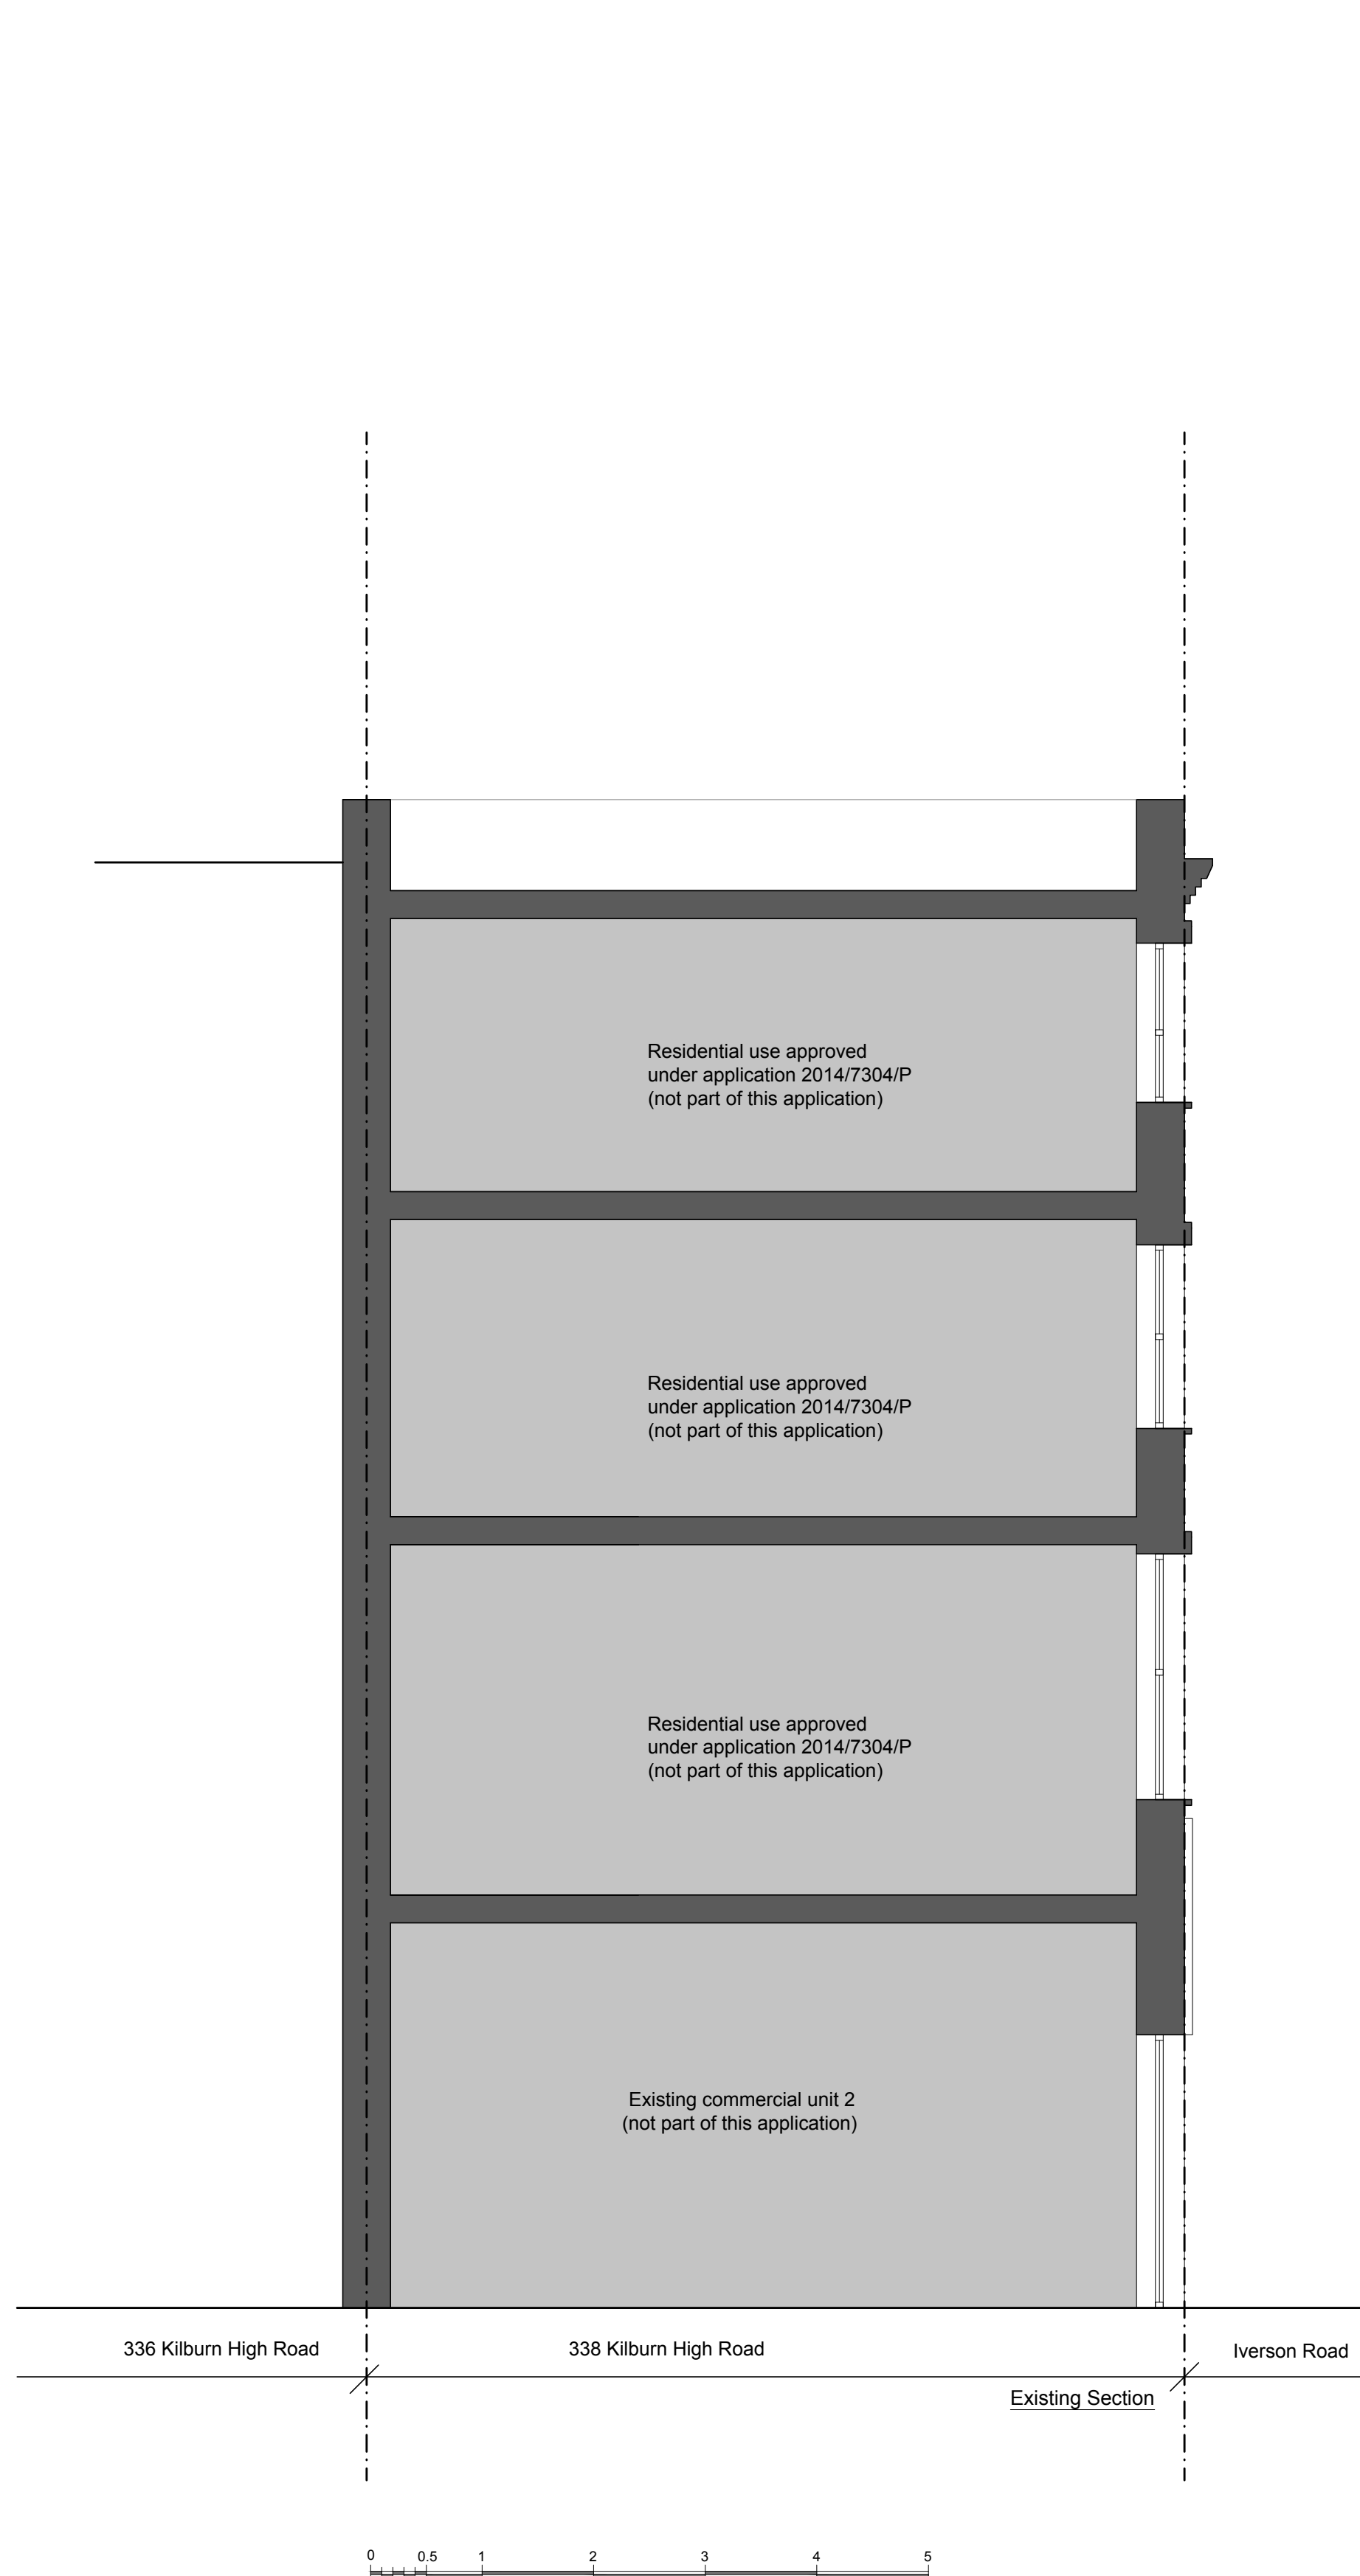 Residential use approved
under application 2014/7304/P
(not part of this application)
Residential use approved
under application 2014/7304/P
(not part of this application)
Residential use approved
under application 2014/7304/P
(not part of this application)
Existing commercial unit 2
(not part of this application)
336 Kilburn High Road
338 Kilburn High Road
Iverson Road
Existing Section
0 0.5 1 2 3 4 5